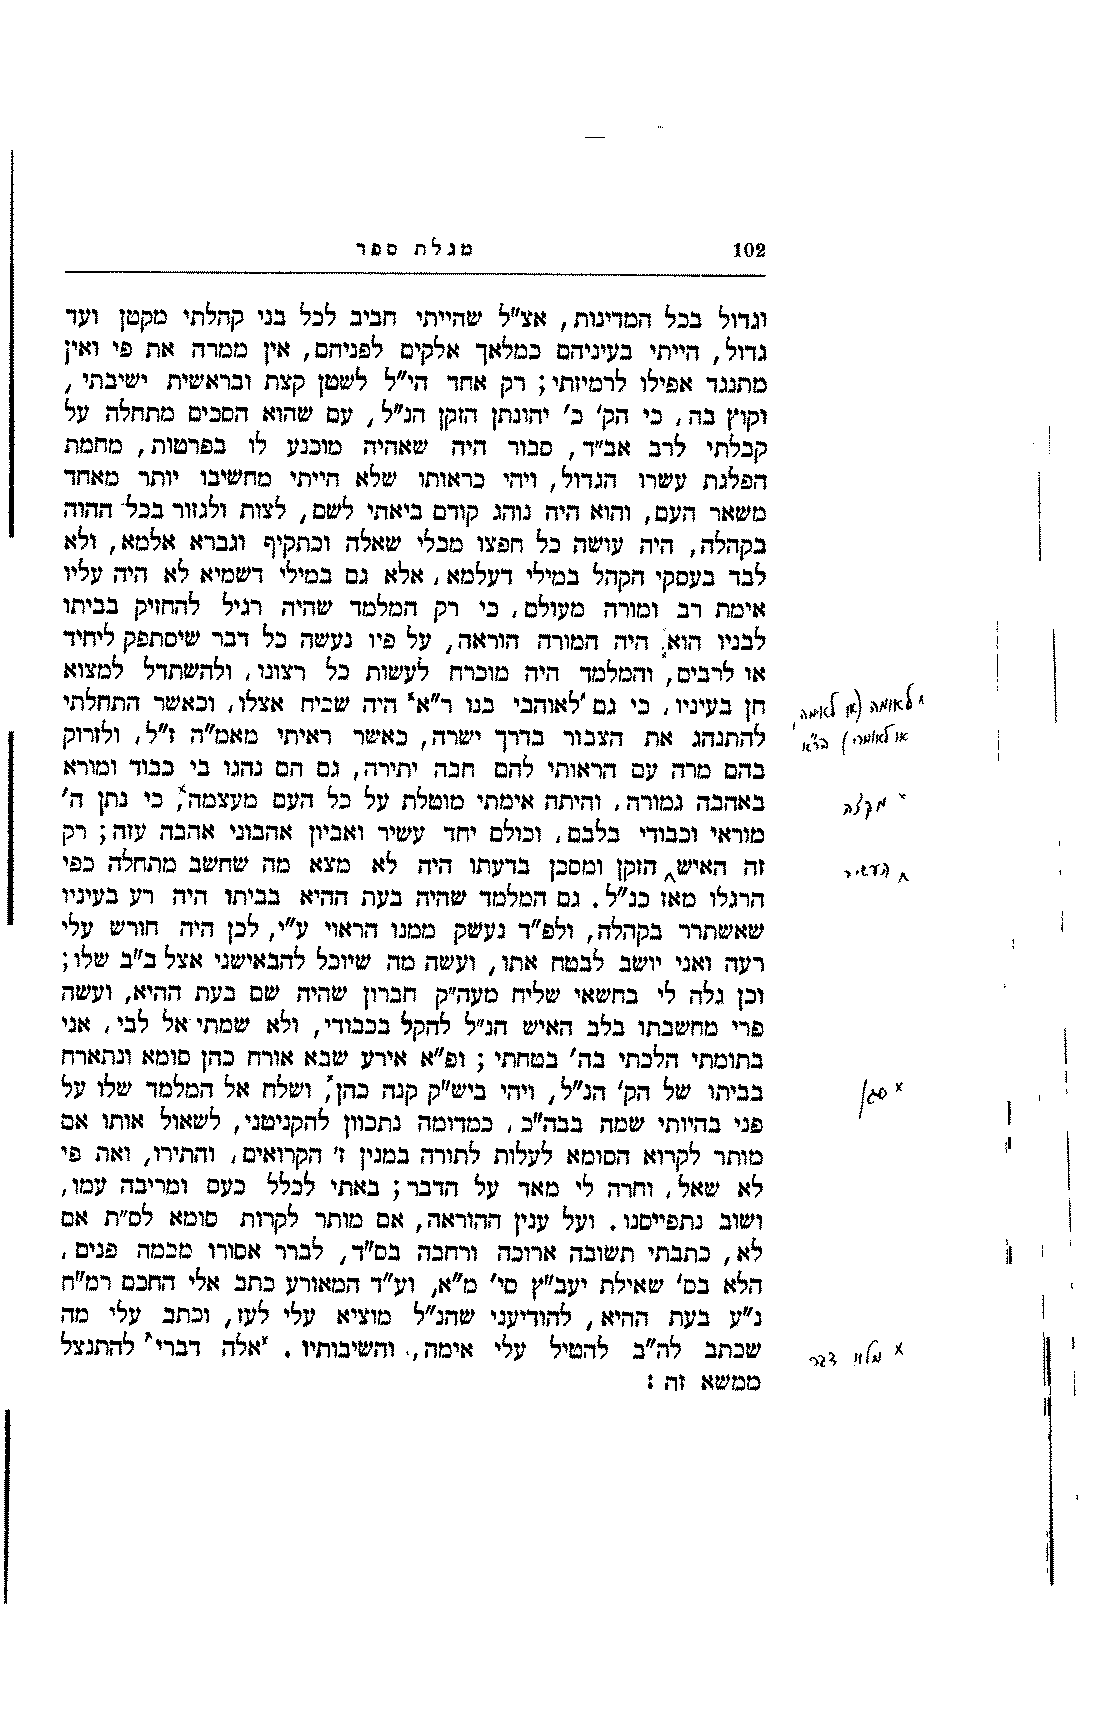 102 מגלת ספר
וגדול בכל המדינות, אצ"ל שהייתי חביב לכל בני קהלתי מקטן ועד
גדול, הייתי בעיניהם כמלאך אלקים לפניהם, אין ממרה את פי ואין
מתנגד אפילו לרמיזתי; רק אחד הי"ל לשטן קצת ובראשית ישיבתי,
וקוץ בה, כי הק' כ' יהונתן הזקן הנ"ל, עם שהוא הסכים מתחלה על
קבלתי לרב אב"ד, סבור היה שאהיה מוכנע לו בפרטות, מחמת
הפלגת עשרו הגדול, ויהי כראותו שלא הייתי מחשיבו יותר מאחד
משאר העם, והוא היה נוהג קודם ביאתי לשם, לצות ולגזור בכל ההוה
בקהלה, היה עושה כל חפצו מבלי שאלה וכתקיף וגברא אלמא, ולא
לבד בעסקי הקהל במילי דעלמא, אלא גם במילי דשמיא לא היה עליו
אימת רב ומורה מעולם, כי רק המלמד שהיה רגיל להחזיק בביתו
לבניו הוא, היה המורה הוראה, על פיו נעשה כל דבר שיסתפק ליחיד
או לרבים, והמלמד היה מוכרח לעשות כל רצונו, ולהשתדל למצוא
חן בעיניו, כי גם לאוהבי בנו ר"א* היה שכיח אצלו, וכאשר התחלתי
להתנהג את הצבור בדרך ישרה, כאשר ראיתי מאמ"ה ז"ל, ולזרוק
בהם מרה עם הראותי להם חבה יתירה, גם הם נהגו בי כבוד ומורא
באהבה גמורה, והיתה אימתי מוטלת על כל העם מעצמה*, כי נתן ה'
מוראי וכבודי בלבם, וכולם יחד עשיר ואביון אהבוני אהבה עזה; רק
זה האיש הזקן ומסכן בדעתו היה לא מצא מה שחשב מתחלה כפי
הרגלו מאז כנ"ל. גם המלמד שהיה בעת ההיא בביתו היה רע בעיניו
שאשתרר בקהלה, ולפ"ד נעשק ממנו הראוי ע"י, לכן היה חורש עלי
רעה ואני יושב לבטח אתו, ועשה מה שיוכל להבאישני אצל ב"ב שלו;
וכן גלה לי בחשאי שליח מעה"ק חברון שהיה שם בעת ההיא, ועשה
פרי מחשבתו בלב האיש הנ"ל להקל בכבודי, ולא שמתי אל לבי, אני
בתומתי הלכתי בה' בטחתי; ופ"א אירע שבא אורח כהן סומא ונתארח
בביתו של הק' הנ"ל, ויהי ביש"ק קנה כהן*, ושלח אל המלמד שלו על
פני בהיותי שמה בבה"כ, כמדומה נתכוון להקניטני, לשאול אותו אם
מותר לקרוא הסומא לעלות לתורה במנין ז' הקרואים, והתירו, ואת פי
לא שאל, וחרה לי מאד על הדבר; באתי לכלל כעס ומריבה עמו,
ושוב נתפייסנו. ועל ענין ההוראה, אם מותר לקרות סומא לס"ת אם
לא, כתבתי תשובה ארוכה ורחבה בס"ד, לברר אסורו מכמה פנים,
הלא בס' שאילת יעב"ץ סי' מ"א, וע"ד המאורע כתב אלי החכם רמ"ח
נ"ע בעת ההיא, להודיעני שהנ"ל מוציא עלי לעז, וכתב עלי מה
שכתב לה"ב להטיל עלי אימה, והשיבותיו. *אלה דברי* להתנצל
ממשא זה:
* לאומה (או לאומה,
או לאומרי) הר"א
* מקצה
^ העשיר
* סגן
* מלוי דבר